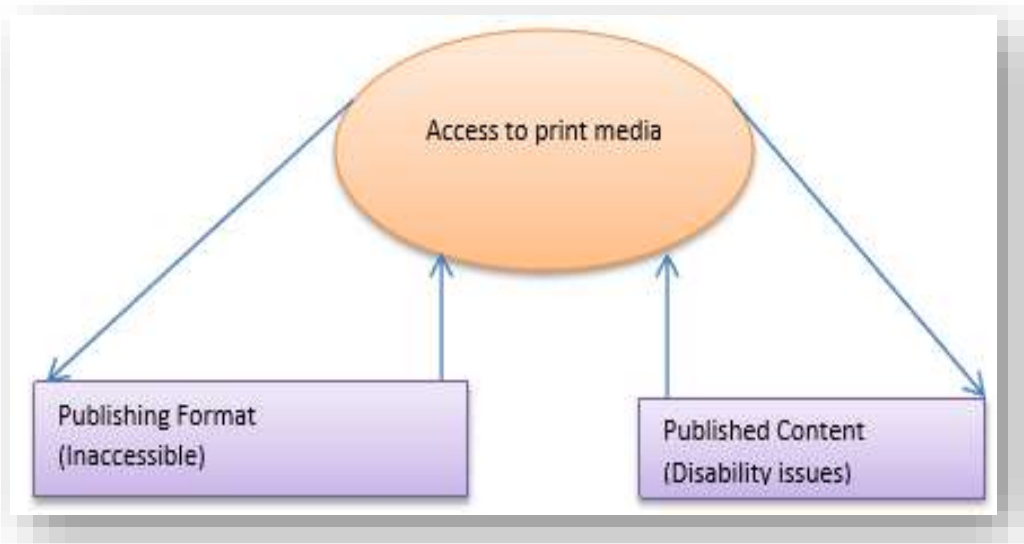 Access to print media
Publishing Format
(Inaccessible)
Published Content
(Disability issues)